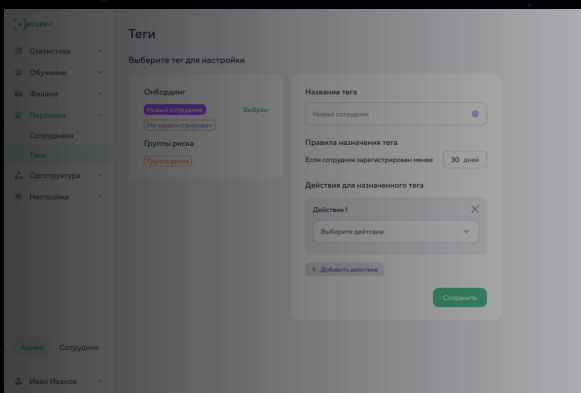 Теги
Статистика
Обучение
Фишинг
Персонал
Сотрудники
Теги
Оргструктура
Настройки
Админ Сотрудник
Иван Иванов
Выберите тег для настройки
Онбординг
Новый сотрудник Выбран
Не зарегистрирован
Группы риска
Группа риска
Название тега
Новый сотрудник
Правила назначения тега
Если сотрудник зарегистрирован менее 30 дней
Действия для назначенного тега
Действие 1
Выберите дейтсвие
+ Добавить действие
Сохранить